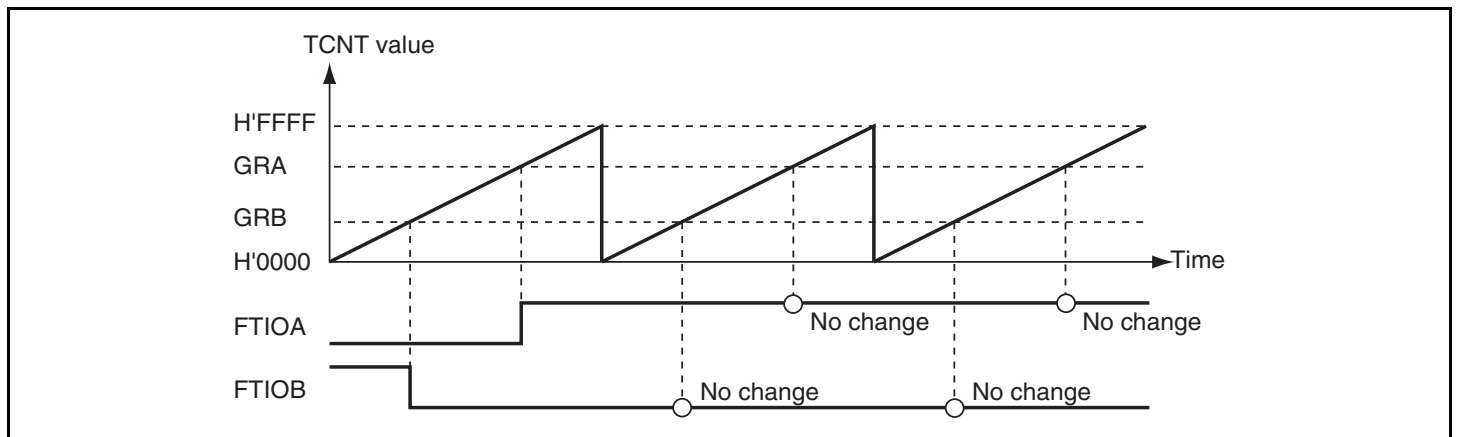 TCNT value
H'FFFF
GRA
GRB
H'0000
Time
FTIOA
No change
No change
FTIOB
No change
No change